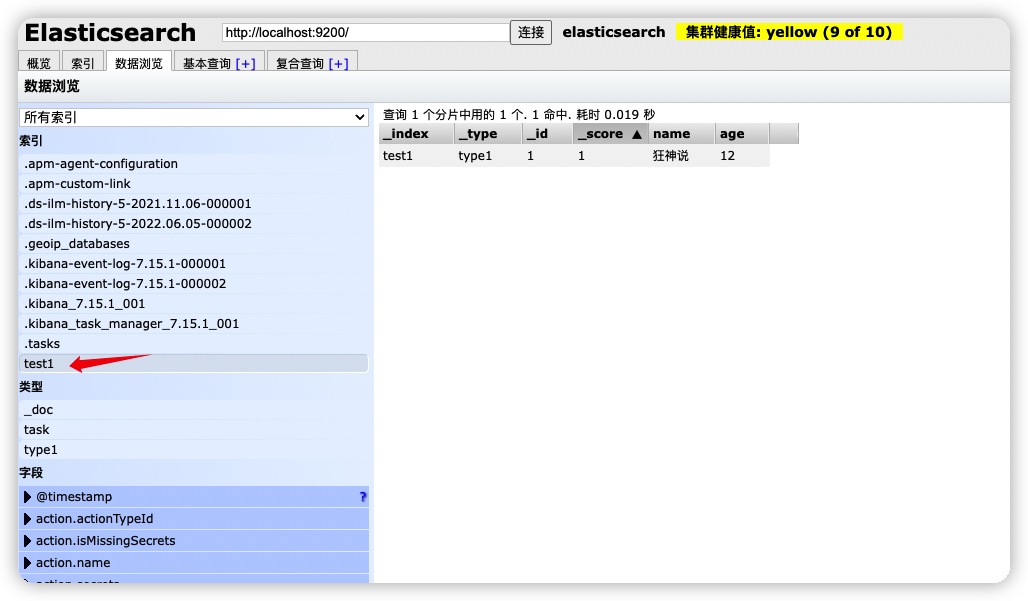 Elasticsearch http://localhost:9200/ 连接 elasticsearch 集群健康值: yellow (9 of 10)
概览 索引 数据浏览 基本查询 [+] 复合查询 [+]
数据浏览
所有索引
索引
.apm-agent-configuration
.apm-custom-link
.ds-ilm-history-5-2021.11.06-000001
.ds-ilm-history-5-2022.06.05-000002
.geoip_databases
.kibana-event-log-7.15.1-000001
.kibana-event-log-7.15.1-000002
.kibana_7.15.1_001
.kibana_task_manager_7.15.1_001
.tasks
test1
类型
_doc
task
type1
字段
@timestamp ?
action.actionTypeId
action.isMissingSecrets
action.name
查询 1 个分片中用的 1 个. 1 命中. 耗时 0.019 秒
_index _type _id _score ▲ name age
test1 type1 1 1 狂神说 12